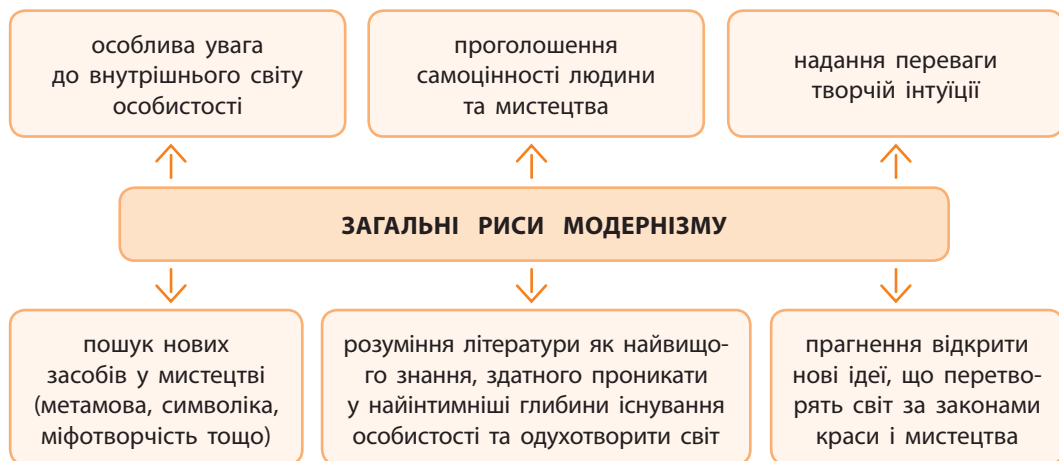 особлива увага
до внутрішнього світу
особистості
проголошення
самоцінності людини
та мистецтва
надання переваги
творчій інтуїції
ЗАГАЛЬНІ РИСИ МОДЕРНІЗМУ
пошук нових
засобів у мистецтві
(метамова, символіка,
міфотворчість тощо)
розуміння літератури як найвищо-
го знання, здатного проникати
у найінтимніші глибини існування
особистості та одухотворити світ
прагнення відкрити
нові ідеї, що перетво-
рять світ за законами
краси і мистецтва